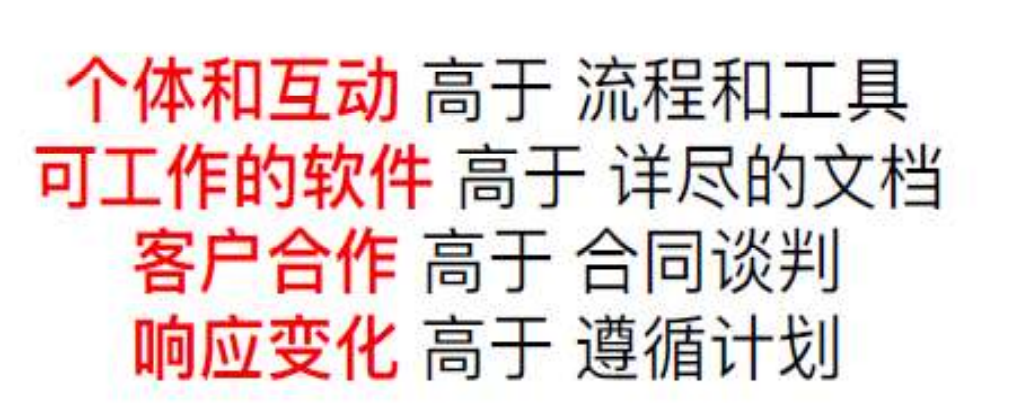 个体和互动 高于 流程和工具
可工作的软件 高于 详尽的文档
客户合作 高于 合同谈判
响应变化 高于 遵循计划